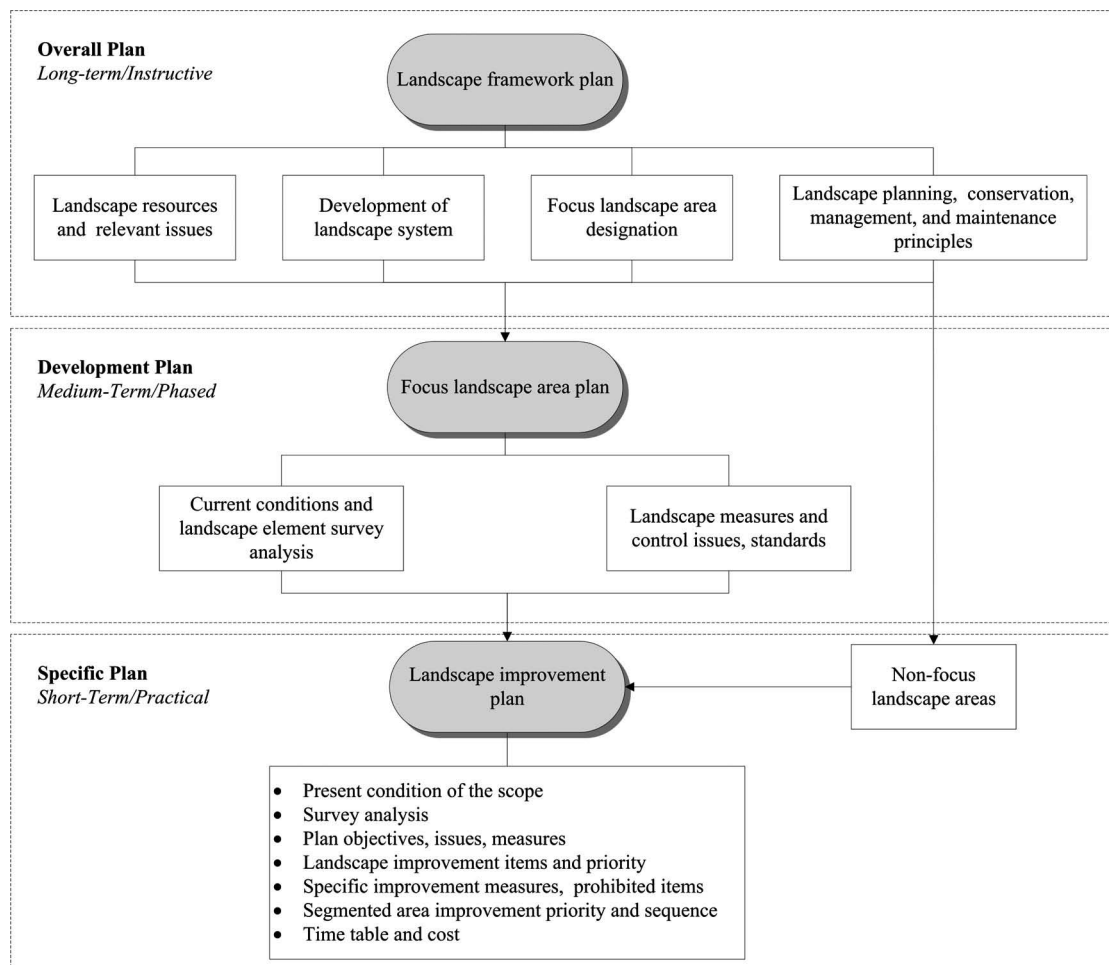 Overall Plan
Long-term/Instructive
Landscape framework plan
Landscape resources
and relevant issues
Development of
landscape system
Focus landscape area
designation
Landscape planning, conservation,
management, and maintenance
principles
Development Plan
Medium-Term/Phased
Focus landscape area plan
Current conditions and
landscape element survey
analysis
Landscape measures and
control issues, standards
Specific Plan
Short-Term/Practical
Landscape improvement
plan
Non-focus
landscape areas
• Present condition of the scope
• Survey analysis
• Plan objectives, issues, measures
• Landscape improvement items and priority
• Specific improvement measures, prohibited items
• Segmented area improvement priority and sequence
• Time table and cost